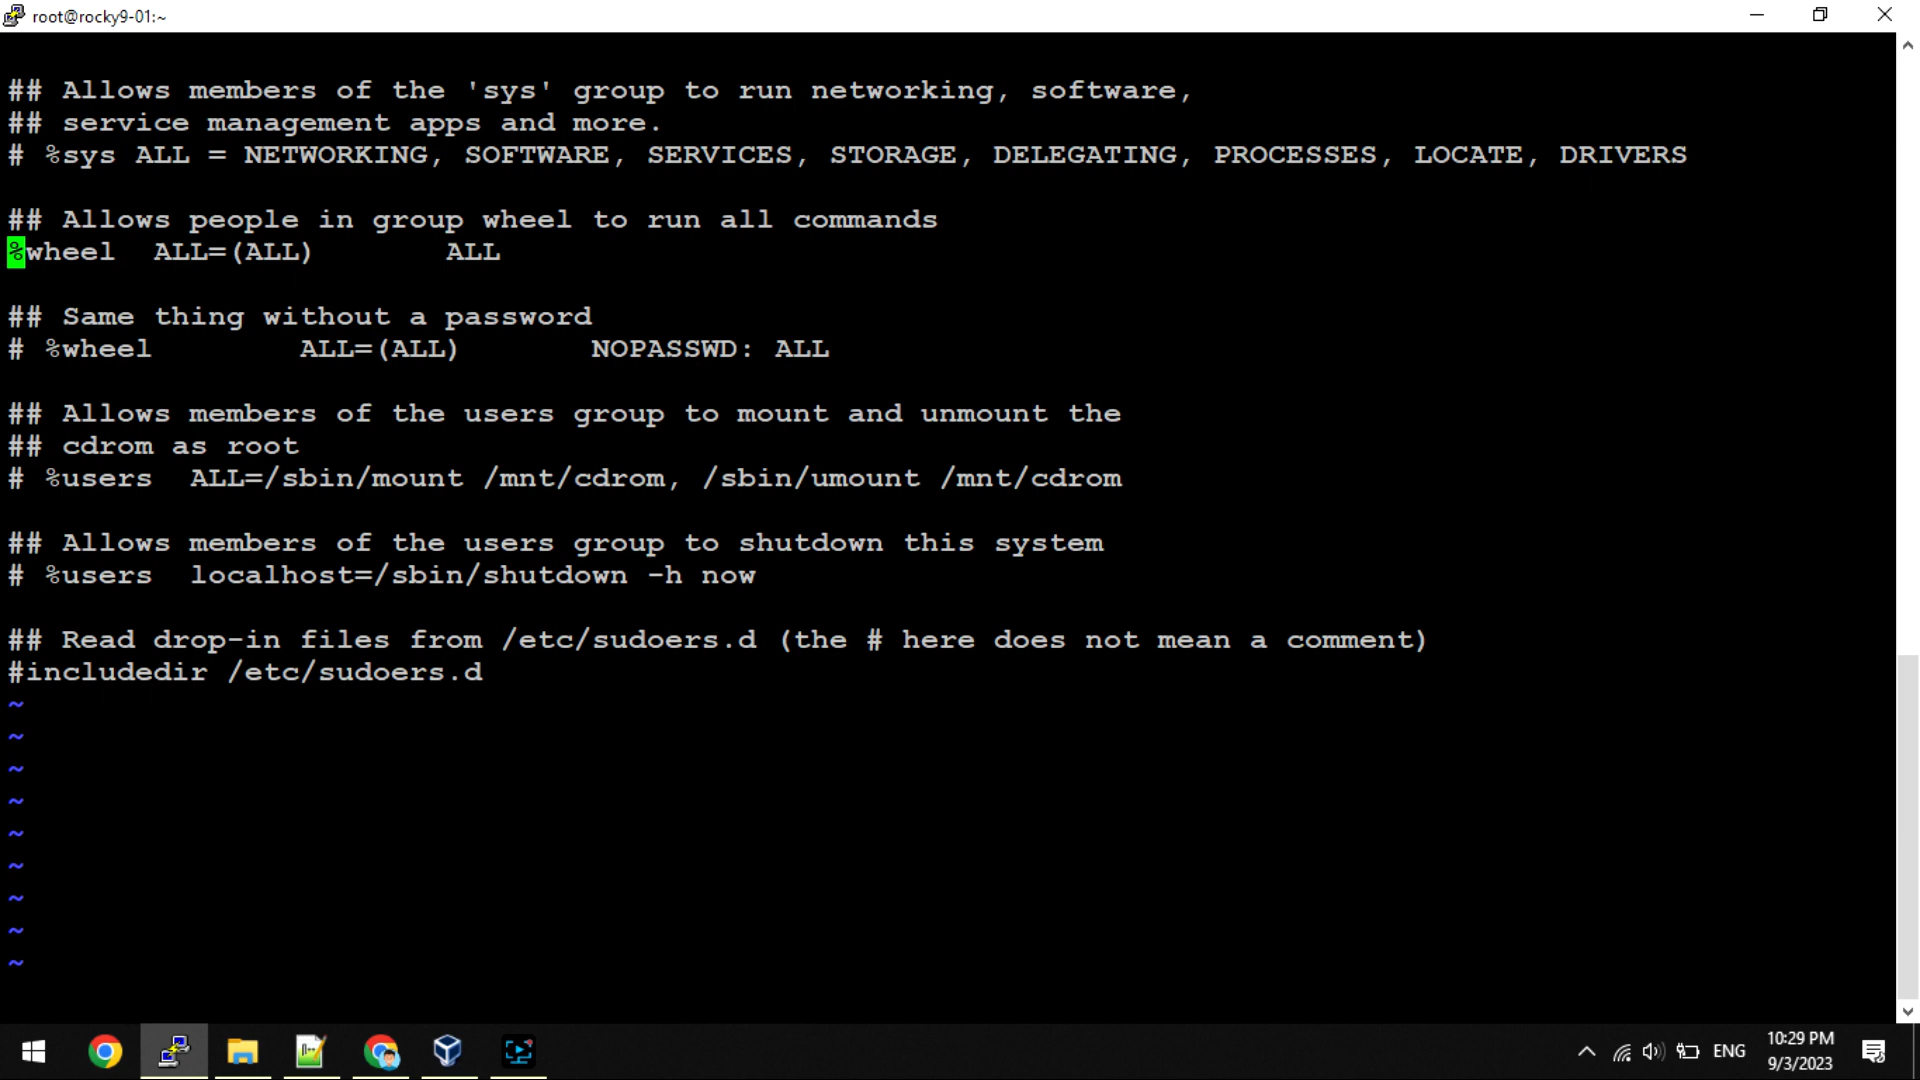 root@rocky9-01:~
## Allows members of the 'sys' group to run networking, software,
## service management apps and more.
# %sys ALL = NETWORKING, SOFTWARE, SERVICES, STORAGE, DELEGATING, PROCESSES, LOCATE, DRIVERS
## Allows people in group wheel to run all commands
%wheel  ALL=(ALL)       ALL
## Same thing without a password
# %wheel        ALL=(ALL)       NOPASSWD: ALL
## Allows members of the users group to mount and unmount the
## cdrom as root
# %users  ALL=/sbin/mount /mnt/cdrom, /sbin/umount /mnt/cdrom
## Allows members of the users group to shutdown this system
# %users  localhost=/sbin/shutdown -h now
## Read drop-in files from /etc/sudoers.d (the # here does not mean a comment)
#includedir /etc/sudoers.d
~
~
~
~
~
~
~
~
~
ENG
10:29 PM
9/3/2023